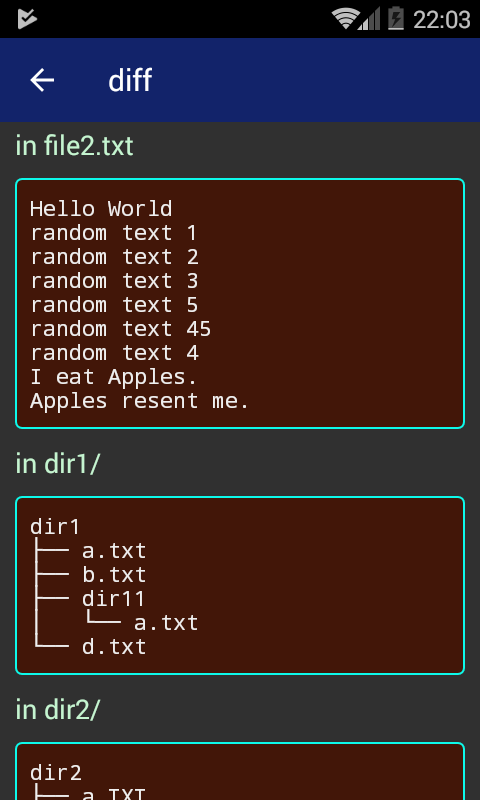 22:03
diff
in file2.txt
Hello World
random text 1
random text 2
random text 3
random text 5
random text 45
random text 4
I eat Apples.
Apples resent me.
in dir1/
dir1
├── a.txt
├── b.txt
├── dir11
│   └── a.txt
└── d.txt
in dir2/
dir2
├── a.TXT